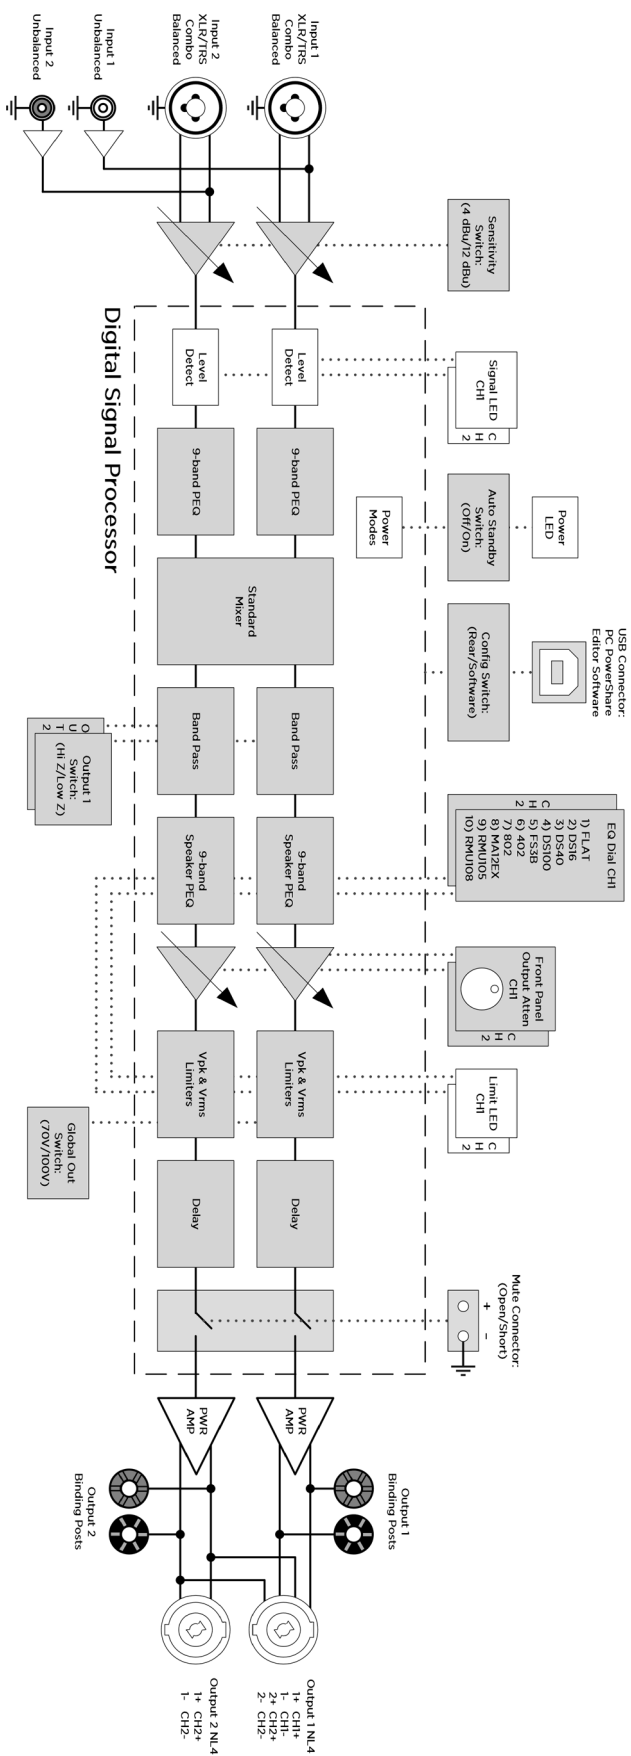 Input 1
XLR/TRS
Combo
Balanced
Input 2
XLR/TRS
Combo
Balanced
Input 1
Unbalanced
Input 2
Unbalanced
Sensitivity
Switch:
(4 dBu/12 dBu)
Signal LED
CH1
CH2
Power
LED
Auto Standby
Switch:
(Off/On)
Power
Modes
USB Connector:
PC PowerShare
Editor Software
Config Switch:
(Rear/Software)
EQ Dial CH1
1) FLAT
2) DS16
3) DS40
4) DS100
5) FS3B
6) 402
7) 802
8) MA12EX
9) RMU105
10) RMU108
CH2
Front Panel
Output Atten
CH1
CH2
Limit LED
CH1
CH2
Mute Connector:
(Open/Short)
+
−
Level
Detect
9-band PEQ
Standard
Mixer
Band Pass
9-band
Speaker PEQ
Vpk & Vrms
Limiters
Delay
PWR
AMP
Level
Detect
9-band PEQ
Band Pass
9-band
Speaker PEQ
Vpk & Vrms
Limiters
Delay
PWR
AMP
Digital Signal Processor
Output 1
Switch:
(Hi Z/Low Z)
OUT2
Global Out
Switch:
(70V/100V)
Output 1
Binding Posts
Output 2
Binding Posts
Output 1 NL4
1+ CH1+
1- CH1-
2+ CH2+
2- CH2-
Output 2 NL4
1+ CH2+
1- CH2-